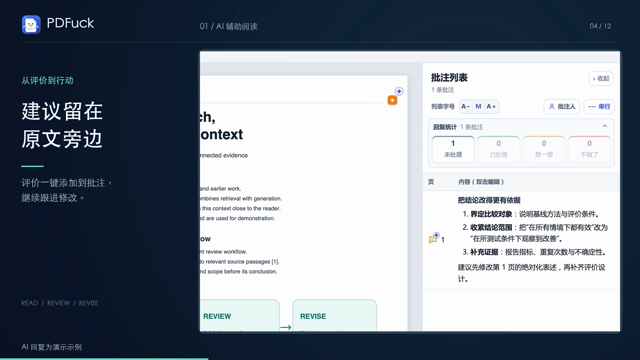 PDFuck
01 / AI 辅助阅读
04 / 12
从评价到行动
建议留在
原文旁边
评价一键添加到批注，
继续跟进修改。
READ / REVIEW / REVISE
AI 回复为演示示例
ch,
context
nnected evidence
and earlier work.
mbines retrieval with generation.
s this context close to the reader.
d are used for demonstration.
ow
ent review workflow.
to relevant source passages [1].
and scope before its conclusion.
REVIEW
REVISE
批注列表
1 条批注
› 收起
列表字号
A− M A+
批注人
单行
回复统计 1 条批注
1 0 0 0
未处理 已处理 想一想 不做了
页 内容（双击编辑）
1
把结论改得更有依据
1. 界定比较对象：说明基线方法与评价条件。
2. 收紧结论范围：把“在所有情境下都有效”改为
“在所测试条件下观察到改善”。
3. 补充证据：报告指标、重复次数与不确定性。
建议先修改第 1 页的绝对化表述，再补齐评价设
计。